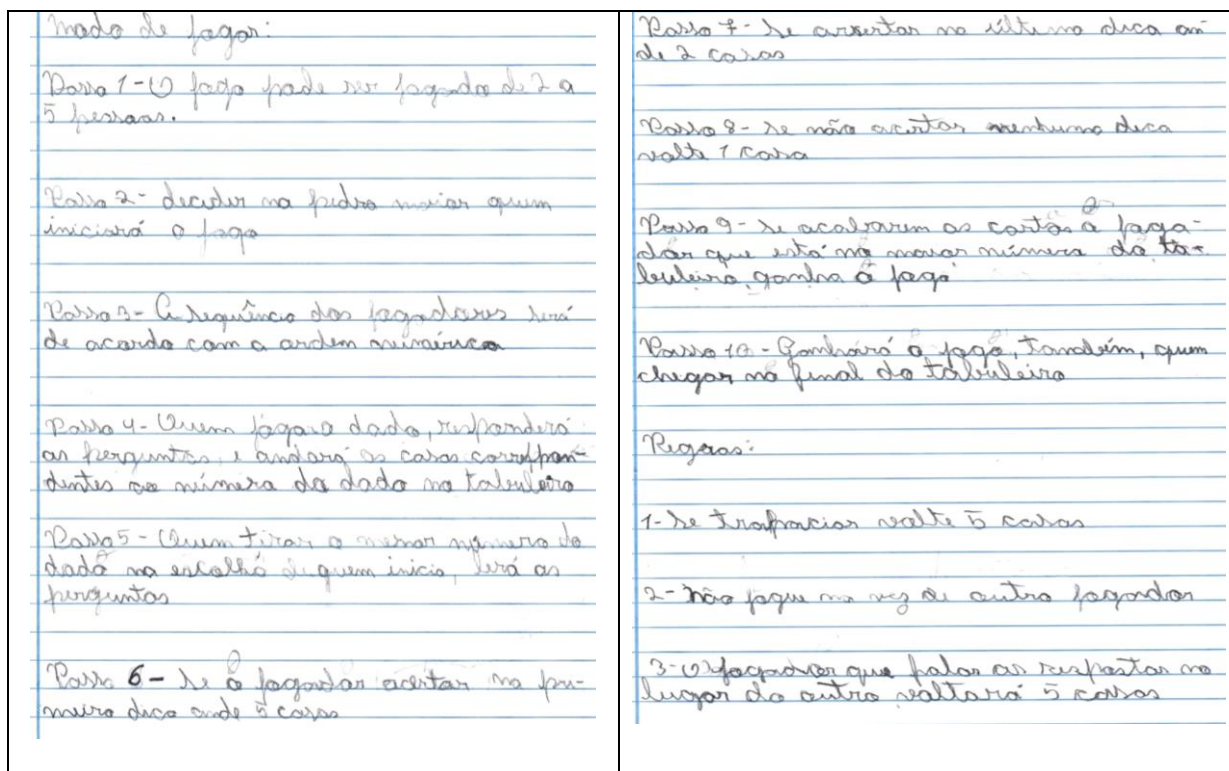 Modo de jogar:
Passo 1- O jogo pode ser jogado de 2 a
5 pessoas.
Passo 2- decidir na pedra maior quem
iniciará o jogo
Passo 3- A sequência dos jogadores será
de acordo com a ordem númérica
Passo 4- Quem jogar o dado, responderá
as perguntas, e andará as casas correspon-
dentes ao número do dado no tabuleiro
Passo 5- Quem tirar o menor número do
dado na escolha de quem inicia, lerá as
perguntas
Passo 6- Se o jogador acertar na pri-
meira dica ande 5 casas
Passo 7- Se acertar na última dica an
de 2 casas
Passo 8- Se não acertar nenhuma dica
volte 1 casa
Passo 9- Se acabarem as cartas o joga-
dor que está no maior número do ta-
buleiro, ganha o jogo
Passo 10- Ganhará o jogo, também, quem
chegar no final do tabuleiro
Regras:
1- Se trapacear volte 5 casas
2- Não jogue na vez de outro jogador
3- O jogador que falar as respostas no
lugar do outro voltará 5 casas